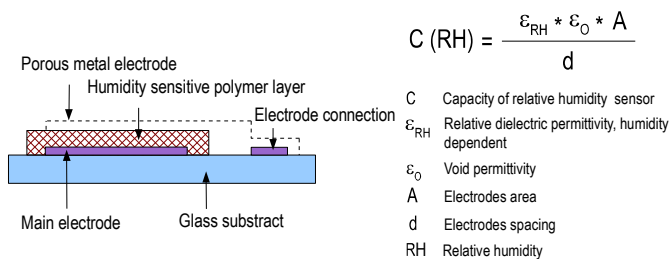 Porous metal electrode
Humidity sensitive polymer layer
Electrode connection
Main electrode
Glass substract
C (RH) = ε_RH * ε_O * A / d
C Capacity of relative humidity sensor
ε_RH Relative dielectric permittivity, humidity
dependent
ε_O Void permittivity
A Electrodes area
d Electrodes spacing
RH Relative humidity